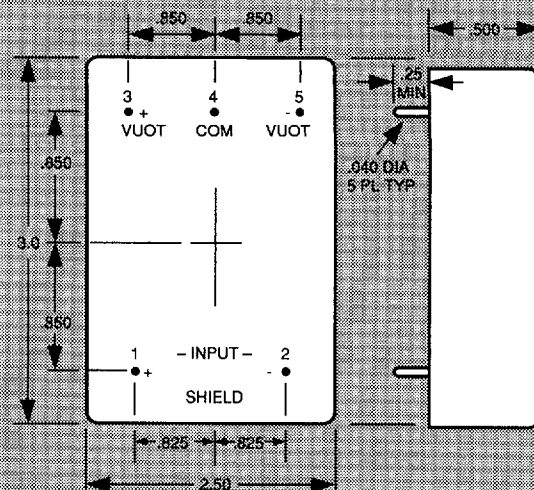 .850 .850 .500
3 4 5
+ -
VUOT COM VUOT
.25
MIN
.040 DIA
5 PL TYP
.850
3.0
.850
1 – INPUT – 2
+ -
SHIELD
.825 .825
2.50